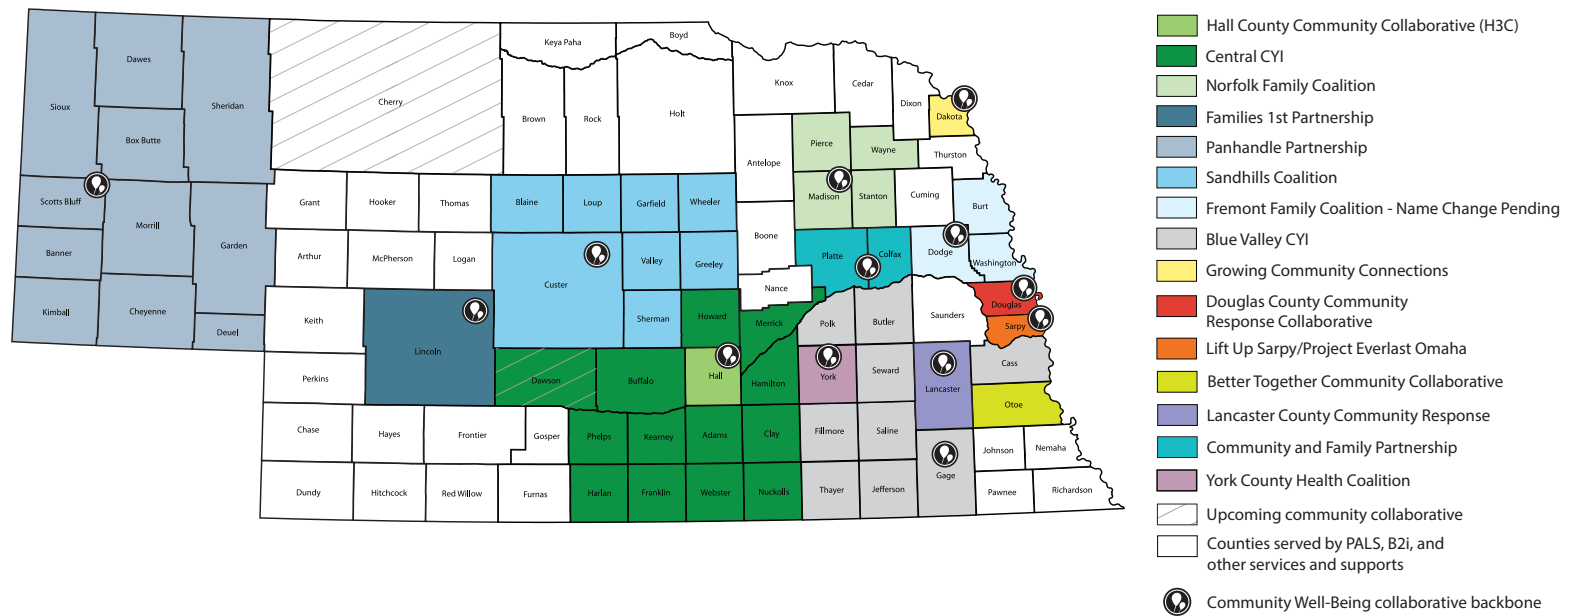 Sioux
Dawes
Sheridan
Box Butte
Scotts Bluff
Morrill
Garden
Banner
Kimball
Cheyenne
Deuel
Cherry
Keya Paha
Boyd
Brown
Rock
Holt
Knox
Cedar
Dixon
Dakota
Antelope
Pierce
Wayne
Thurston
Madison
Stanton
Cuming
Burt
Grant
Hooker
Thomas
Blaine
Loup
Garfield
Wheeler
Boone
Platte
Colfax
Dodge
Washington
Arthur
McPherson
Logan
Custer
Valley
Greeley
Nance
Keith
Lincoln
Sherman
Howard
Merrick
Polk
Butler
Saunders
Douglas
Sarpy
Perkins
Dawson
Buffalo
Hall
Hamilton
York
Seward
Lancaster
Cass
Otoe
Chase
Hayes
Frontier
Gosper
Phelps
Kearney
Adams
Clay
Fillmore
Saline
Gage
Johnson
Nemaha
Dundy
Hitchcock
Red Willow
Furnas
Harlan
Franklin
Webster
Nuckolls
Thayer
Jefferson
Pawnee
Richardson
Hall County Community Collaborative (H3C)
Central CYI
Norfolk Family Coalition
Families 1st Partnership
Panhandle Partnership
Sandhills Coalition
Fremont Family Coalition - Name Change Pending
Blue Valley CYI
Growing Community Connections
Douglas County Community
Response Collaborative
Lift Up Sarpy/Project Everlast Omaha
Better Together Community Collaborative
Lancaster County Community Response
Community and Family Partnership
York County Health Coalition
Upcoming community collaborative
Counties served by PALS, B2i, and
other services and supports
Community Well-Being collaborative backbone